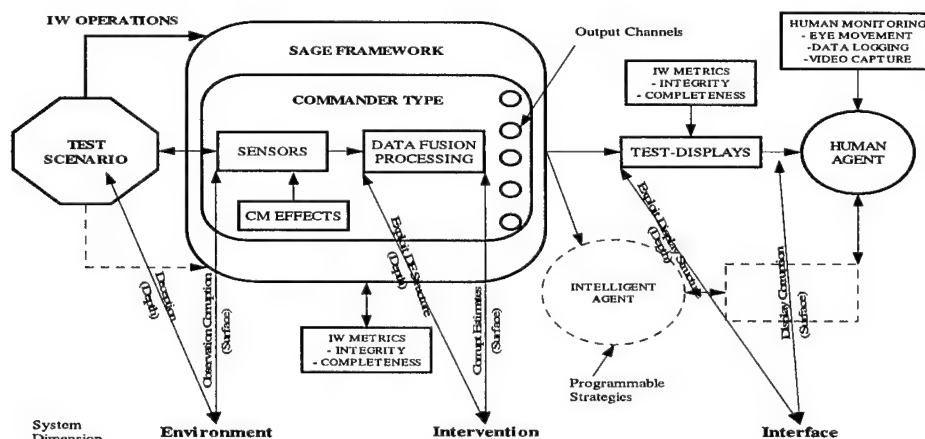 IW OPERATIONS
SAGE FRAMEWORK
Output Channels
HUMAN MONITORING
- EYE MOVEMENT
- DATA LOGGING
- VIDEO CAPTURE
COMMANDER TYPE
IW METRICS
- INTEGRITY
- COMPLETENESS
TEST
SCENARIO
SENSORS
DATA FUSION
PROCESSING
TEST-DISPLAYS
HUMAN
AGENT
CM EFFECTS
Deception
(Depth)
Observation Corruption
(Surface)
Exploit DF Structure
(Depth)
Corrupt Estimates
(Surface)
Exploit Display Structure
(Depth)
Display Corruption
(Surface)
INTELLIGENT
AGENT
IW METRICS
- INTEGRITY
- COMPLETENESS
Programmable
Strategies
System
Dimension
Environment
Intervention
Interface